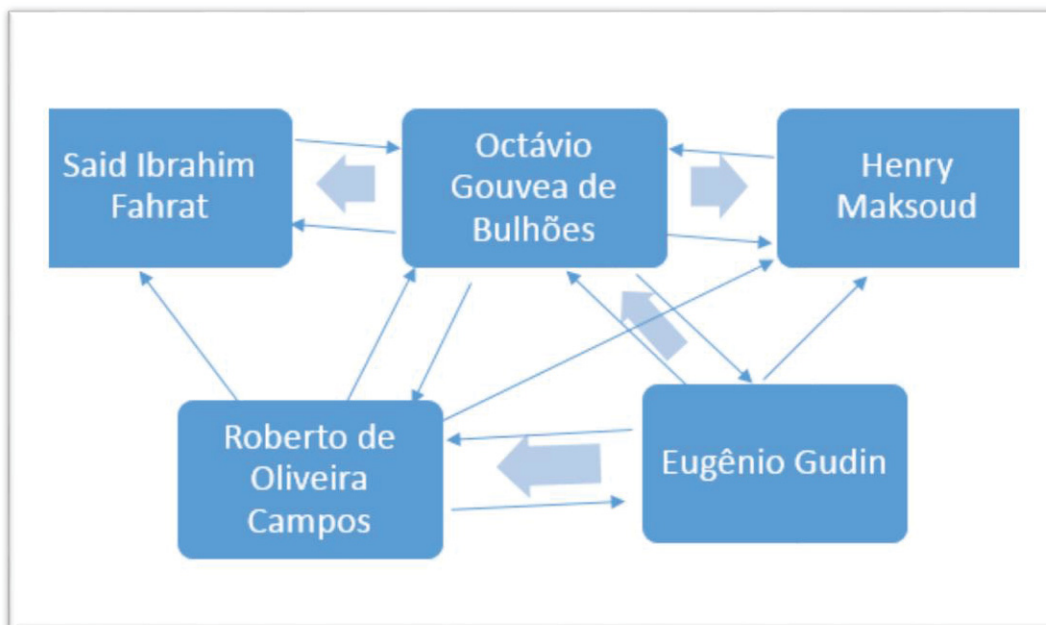 Said Ibrahim
Fahrat
Octávio
Gouvea de
Bulhões
Henry
Maksoud
Roberto de
Oliveira
Campos
Eugênio Gudin